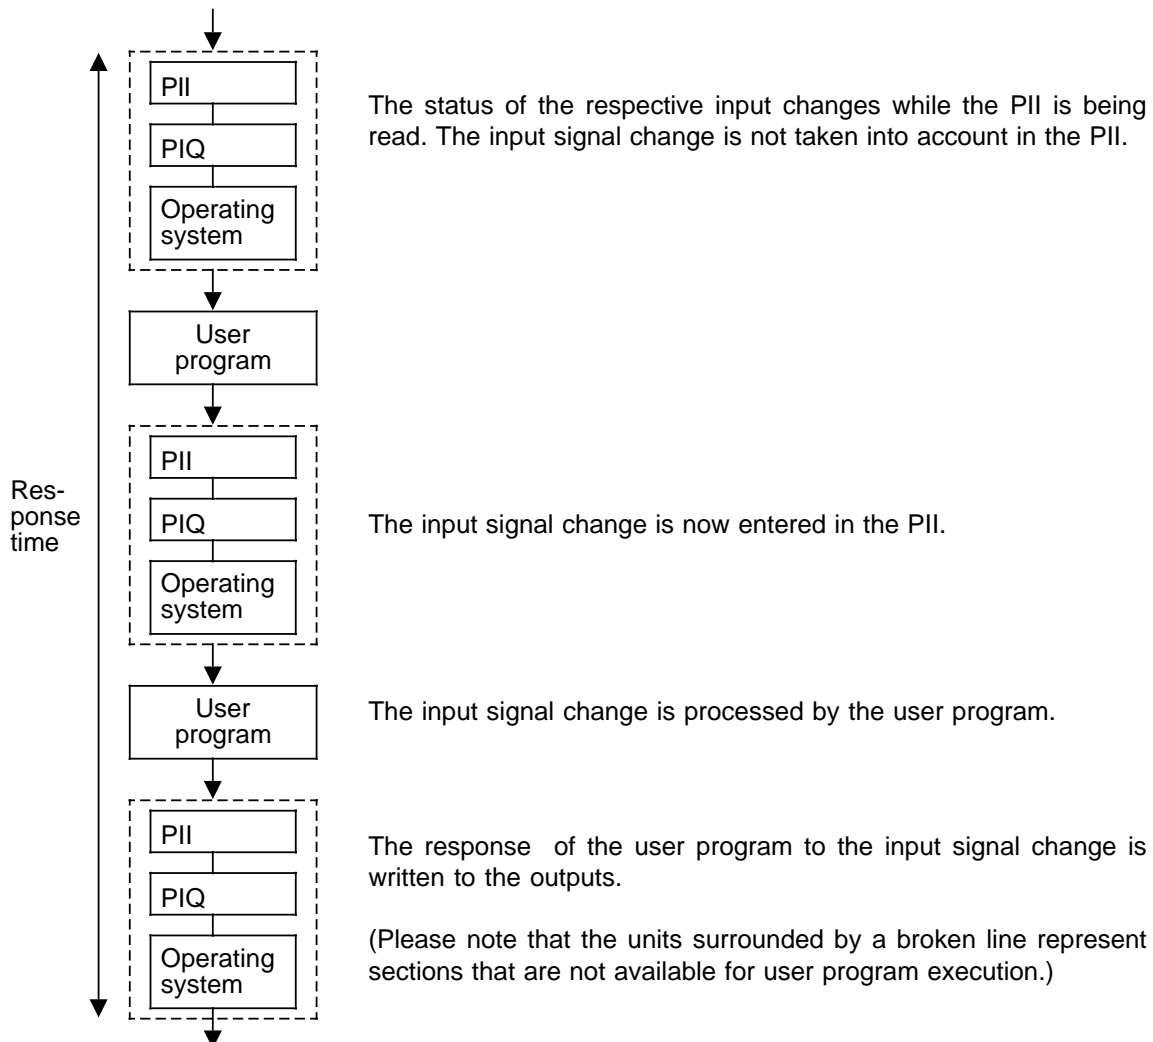 PII
The status of the respective input changes while the PII is being
read. The input signal change is not taken into account in the PII.
PIQ
Operating
system
User
program
PII
Res-
ponse
time
PIQ
The input signal change is now entered in the PII.
Operating
system
User
program
The input signal change is processed by the user program.
PII
The response of the user program to the input signal change is
written to the outputs.
PIQ
Operating
system
(Please note that the units surrounded by a broken line represent
sections that are not available for user program execution.)